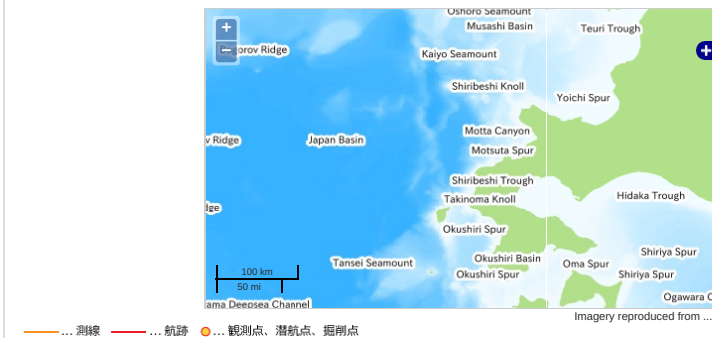 Oshoro Seamount
Musashi Basin
Teuri Trough
+
−
Bogorov Ridge
Kaiyo Seamount
Shiribeshi Knoll
Yochi Spur
Motta Canyon
v Ridge
Japan Basin
Motsuta Spur
Shiribeshi Trough
Takinoma Knoll
Hidaka Trough
dge
Okushiri Spur
Shiriya Spur
Okushiri Basin
Tansei Seamount
Oma Spur
100 km
Okushiri Spur
Shiriya Spur
50 mi
Ogawara C
ama Deepsea Channel
Imagery reproduced from ...
... 測線 ... 航跡 ... 観測点、潜航点、掘削点